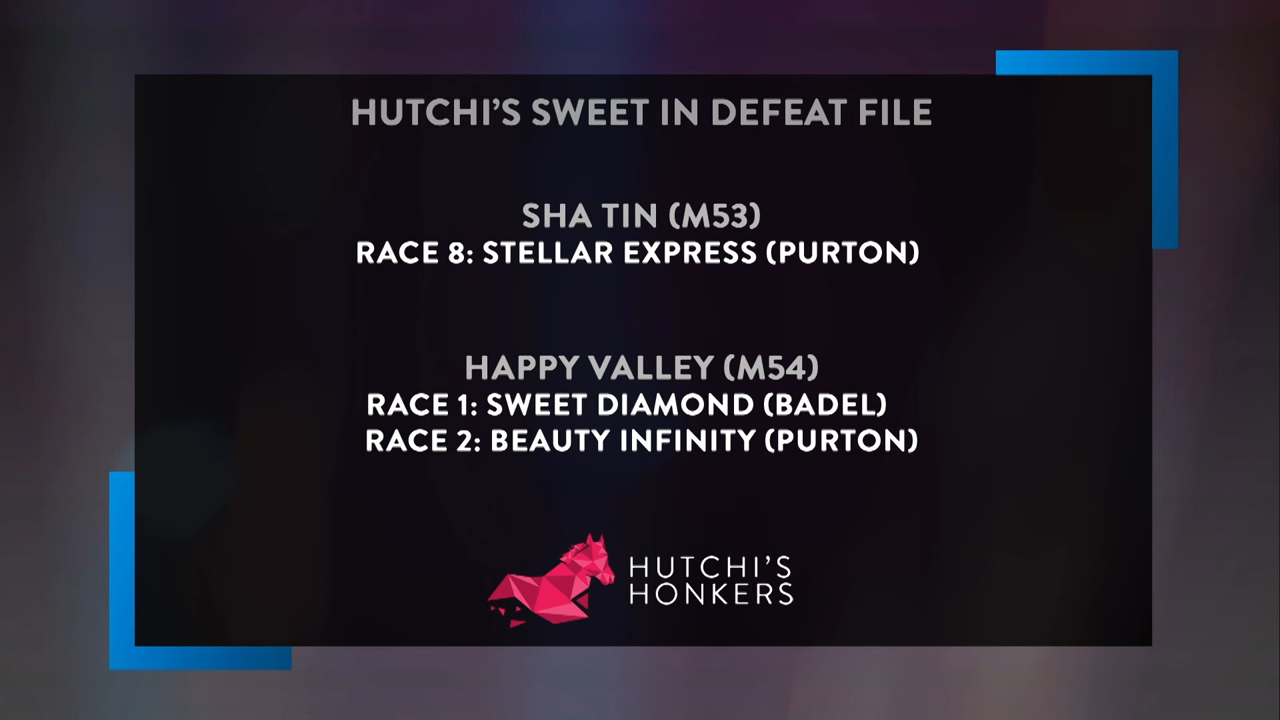 HUTCHI'S SWEET IN DEFEAT FILE
SHA TIN (M53)
RACE 8: STELLAR EXPRESS (PURTON)
HAPPY VALLEY (M54)
RACE 1: SWEET DIAMOND (BADEL)
RACE 2: BEAUTY INFINITY (PURTON)
HUTCHI'S
HONKERS